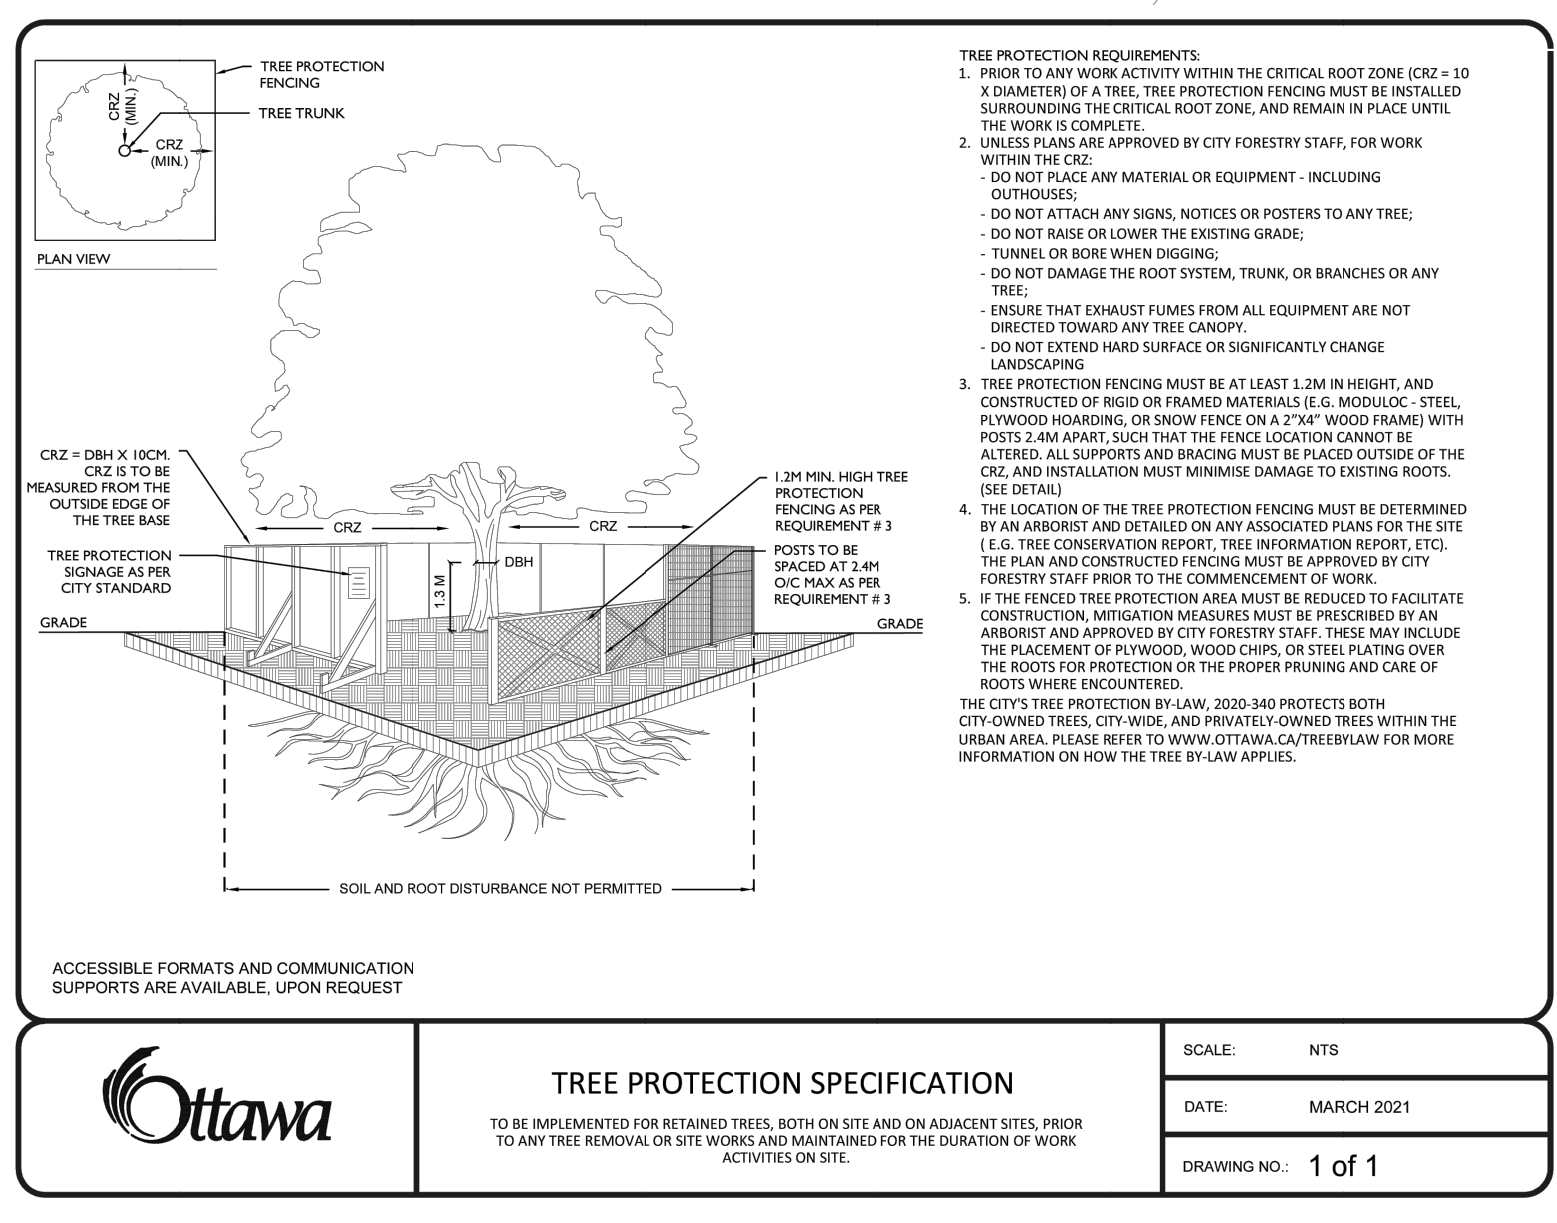 TREE PROTECTION
FENCING
TREE TRUNK
CRZ
(MIN.)
CRZ
(MIN.)
PLAN VIEW
CRZ = DBH X 10CM.
CRZ IS TO BE
MEASURED FROM THE
OUTSIDE EDGE OF
THE TREE BASE
TREE PROTECTION
SIGNAGE AS PER
CITY STANDARD
GRADE
CRZ
CRZ
DBH
1.3 M
1.2M MIN. HIGH TREE
PROTECTION
FENCING AS PER
REQUIREMENT # 3
POSTS TO BE
SPACED AT 2.4M
O/C MAX AS PER
REQUIREMENT # 3
GRADE
SOIL AND ROOT DISTURBANCE NOT PERMITTED
ACCESSIBLE FORMATS AND COMMUNICATION
SUPPORTS ARE AVAILABLE, UPON REQUEST
TREE PROTECTION REQUIREMENTS:
1. PRIOR TO ANY WORK ACTIVITY WITHIN THE CRITICAL ROOT ZONE (CRZ = 10
X DIAMETER) OF A TREE, TREE PROTECTION FENCING MUST BE INSTALLED
SURROUNDING THE CRITICAL ROOT ZONE, AND REMAIN IN PLACE UNTIL
THE WORK IS COMPLETE.
2. UNLESS PLANS ARE APPROVED BY CITY FORESTRY STAFF, FOR WORK
WITHIN THE CRZ:
- DO NOT PLACE ANY MATERIAL OR EQUIPMENT - INCLUDING
OUTHOUSES;
- DO NOT ATTACH ANY SIGNS, NOTICES OR POSTERS TO ANY TREE;
- DO NOT RAISE OR LOWER THE EXISTING GRADE;
- TUNNEL OR BORE WHEN DIGGING;
- DO NOT DAMAGE THE ROOT SYSTEM, TRUNK, OR BRANCHES OR ANY
TREE;
- ENSURE THAT EXHAUST FUMES FROM ALL EQUIPMENT ARE NOT
DIRECTED TOWARD ANY TREE CANOPY.
- DO NOT EXTEND HARD SURFACE OR SIGNIFICANTLY CHANGE
LANDSCAPING
3. TREE PROTECTION FENCING MUST BE AT LEAST 1.2M IN HEIGHT, AND
CONSTRUCTED OF RIGID OR FRAMED MATERIALS (E.G. MODULOC - STEEL,
PLYWOOD HOARDING, OR SNOW FENCE ON A 2”X4” WOOD FRAME) WITH
POSTS 2.4M APART, SUCH THAT THE FENCE LOCATION CANNOT BE
ALTERED. ALL SUPPORTS AND BRACING MUST BE PLACED OUTSIDE OF THE
CRZ, AND INSTALLATION MUST MINIMISE DAMAGE TO EXISTING ROOTS.
(SEE DETAIL)
4. THE LOCATION OF THE TREE PROTECTION FENCING MUST BE DETERMINED
BY AN ARBORIST AND DETAILED ON ANY ASSOCIATED PLANS FOR THE SITE
( E.G. TREE CONSERVATION REPORT, TREE INFORMATION REPORT, ETC).
THE PLAN AND CONSTRUCTED FENCING MUST BE APPROVED BY CITY
FORESTRY STAFF PRIOR TO THE COMMENCEMENT OF WORK.
5. IF THE FENCED TREE PROTECTION AREA MUST BE REDUCED TO FACILITATE
CONSTRUCTION, MITIGATION MEASURES MUST BE PRESCRIBED BY AN
ARBORIST AND APPROVED BY CITY FORESTRY STAFF. THESE MAY INCLUDE
THE PLACEMENT OF PLYWOOD, WOOD CHIPS, OR STEEL PLATING OVER
THE ROOTS FOR PROTECTION OR THE PROPER PRUNING AND CARE OF
ROOTS WHERE ENCOUNTERED.
THE CITY'S TREE PROTECTION BY-LAW, 2020-340 PROTECTS BOTH
CITY-OWNED TREES, CITY-WIDE, AND PRIVATELY-OWNED TREES WITHIN THE
URBAN AREA. PLEASE REFER TO WWW.OTTAWA.CA/TREEBYLAW FOR MORE
INFORMATION ON HOW THE TREE BY-LAW APPLIES.
Ottawa
TREE PROTECTION SPECIFICATION
TO BE IMPLEMENTED FOR RETAINED TREES, BOTH ON SITE AND ON ADJACENT SITES, PRIOR
TO ANY TREE REMOVAL OR SITE WORKS AND MAINTAINED FOR THE DURATION OF WORK
ACTIVITIES ON SITE.
SCALE: NTS
DATE: MARCH 2021
DRAWING NO.: 1 of 1